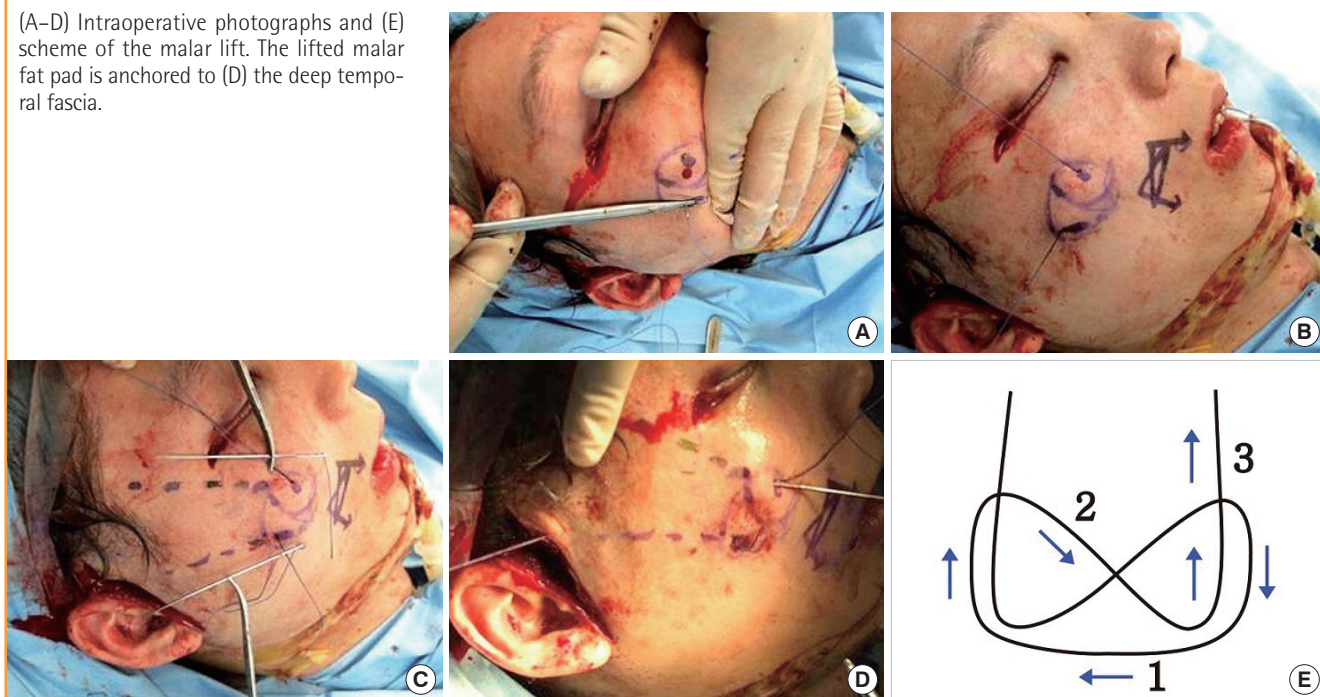 (A–D) Intraoperative photographs and (E)
scheme of the malar lift. The lifted malar
fat pad is anchored to (D) the deep tempo-
ral fascia.
A
B
C
D
2
3
1
E